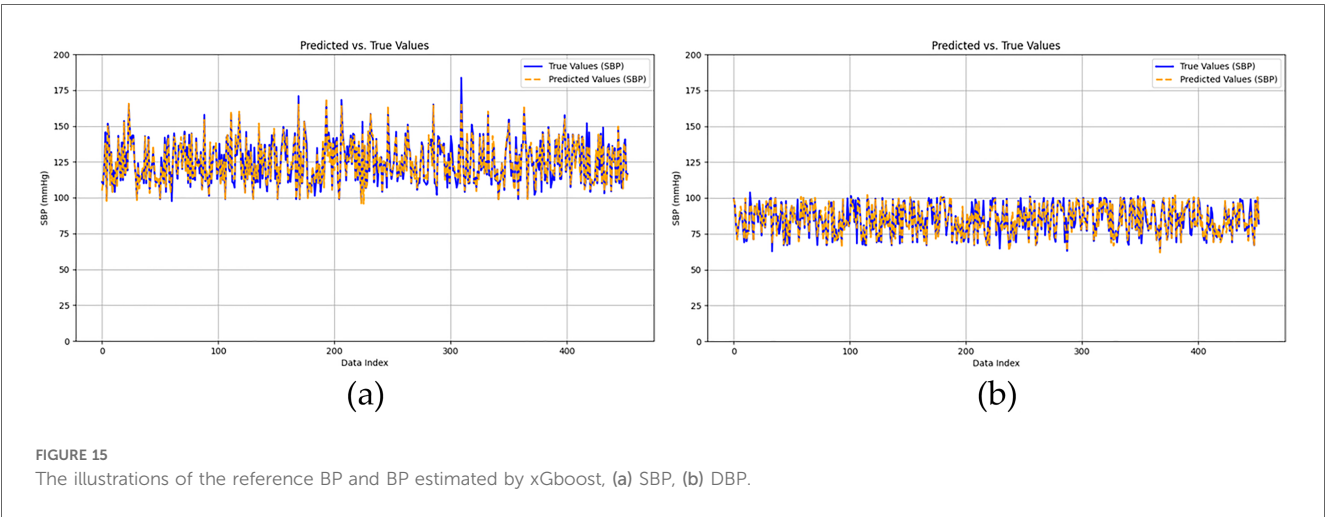 Predicted vs. True Values
200
175
150
125
100
75
50
25
0
SBP (mmHg)
True Values (SBP)
Predicted Values (SBP)
0 100 200 300 400
Data Index
(a)
Predicted vs. True Values
200
175
150
125
100
75
50
25
0
SBP (mmHg)
True Values (SBP)
Predicted Values (SBP)
0 100 200 300 400
Data Index
(b)
FIGURE 15
The illustrations of the reference BP and BP estimated by xGboost, (a) SBP, (b) DBP.